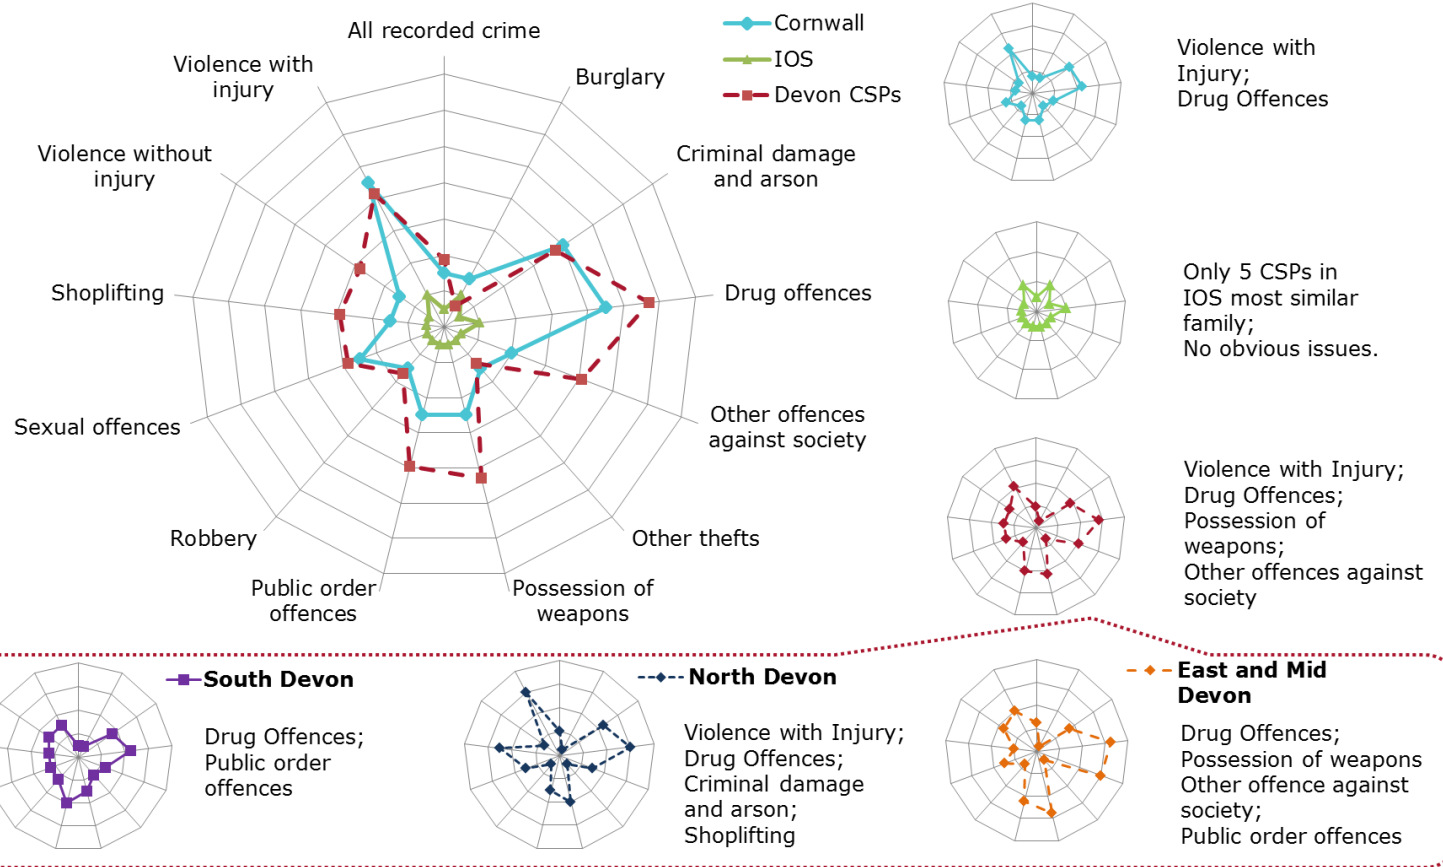 All recorded crime
Burglary
Criminal damage
and arson
Drug offences
Other offences
against society
Other thefts
Possession of
weapons
Public order
offences
Robbery
Sexual offences
Shoplifting
Violence without
injury
Violence with
injury
Cornwall
IOS
Devon CSPs
Violence with
Injury;
Drug Offences
Only 5 CSPs in
IOS most similar
family;
No obvious issues.
Violence with Injury;
Drug Offences;
Possession of
weapons;
Other offences against
society
South Devon
Drug Offences;
Public order
offences
North Devon
Violence with Injury;
Drug Offences;
Criminal damage
and arson;
Shoplifting
East and Mid
Devon
Drug Offences;
Possession of weapons
Other offence against
society;
Public order offences